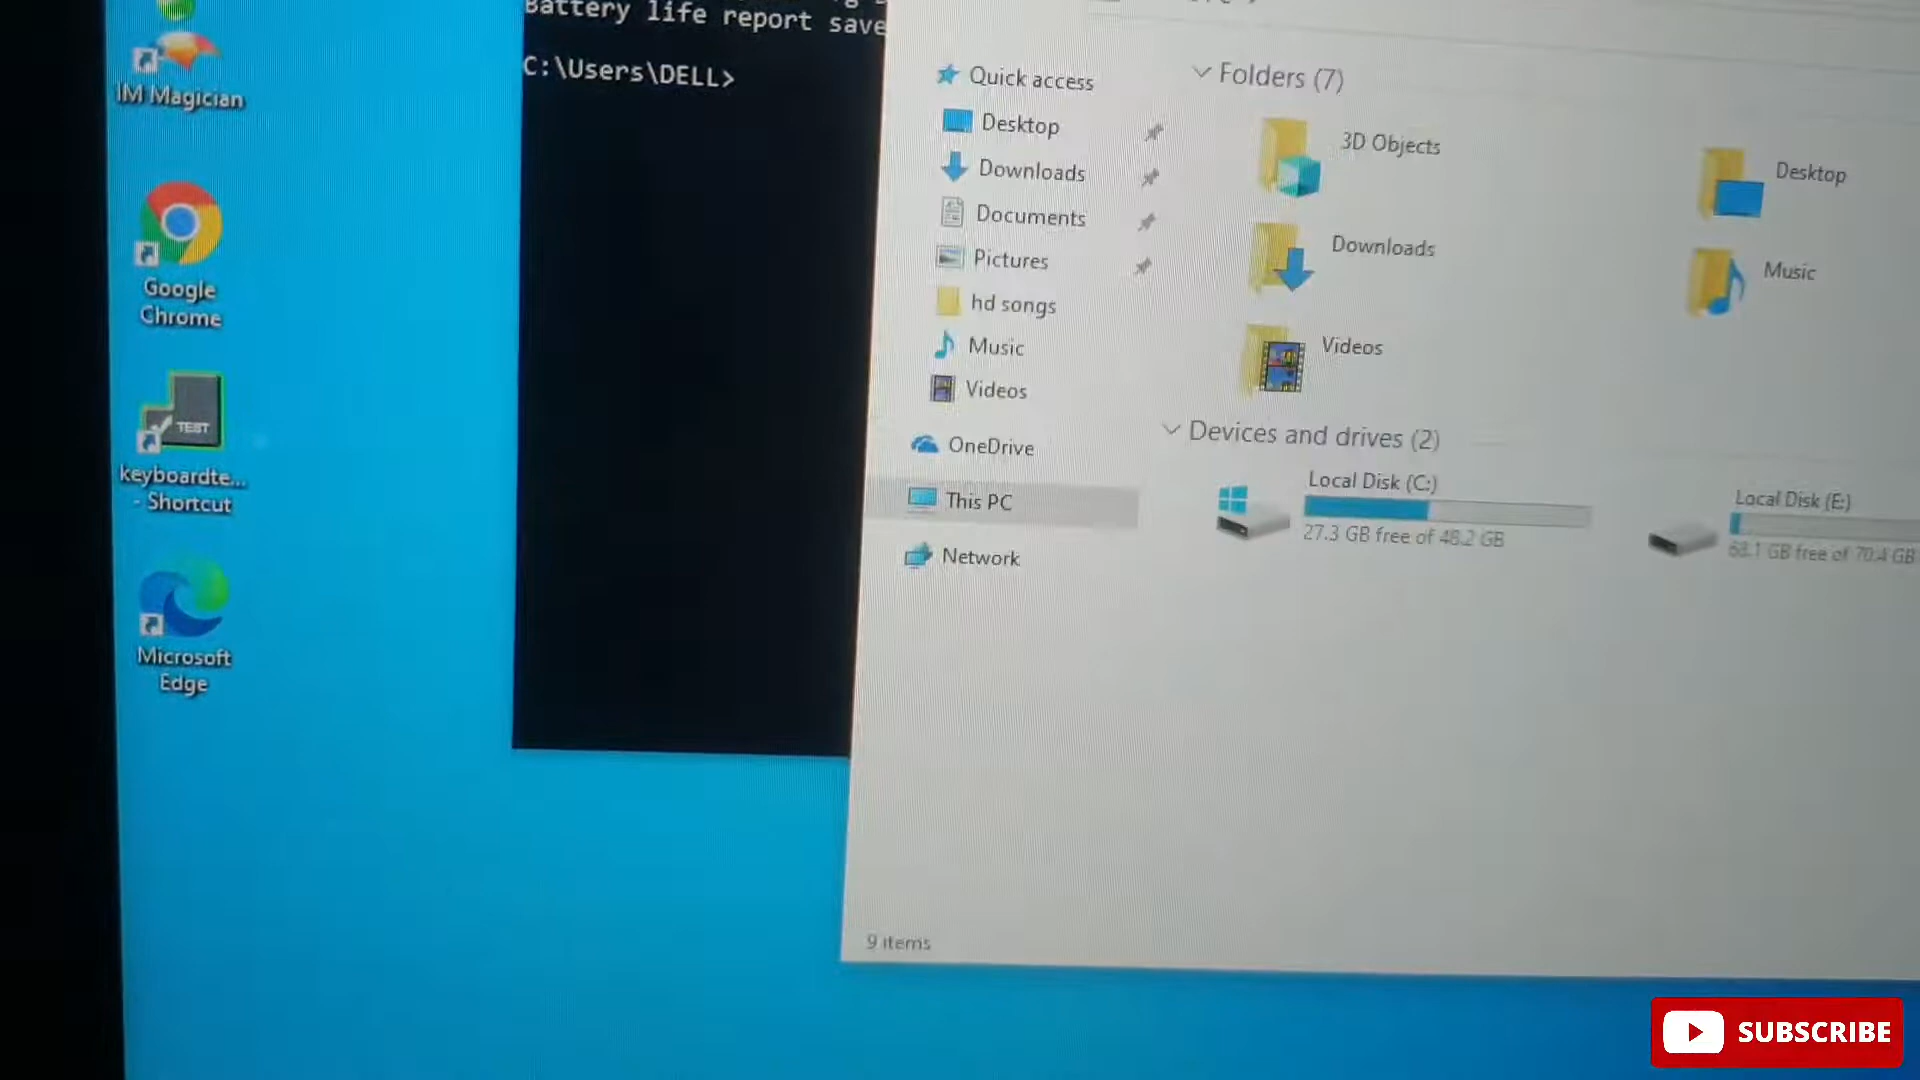 IM Magician
Google
Chrome
keyboardte...
- Shortcut
TEST
Microsoft
Edge
Battery life report save
C:\Users\DELL>
Quick access
Desktop
Downloads
Documents
Pictures
hd songs
Music
Videos
OneDrive
This PC
Network
9 items
Folders (7)
3D Objects
Desktop
Downloads
Music
Videos
Devices and drives (2)
Local Disk (C:)
27.3 GB free of 48.2 GB
Local Disk (E:)
68.1 GB free of 70.4 GB
SUBSCRIBE